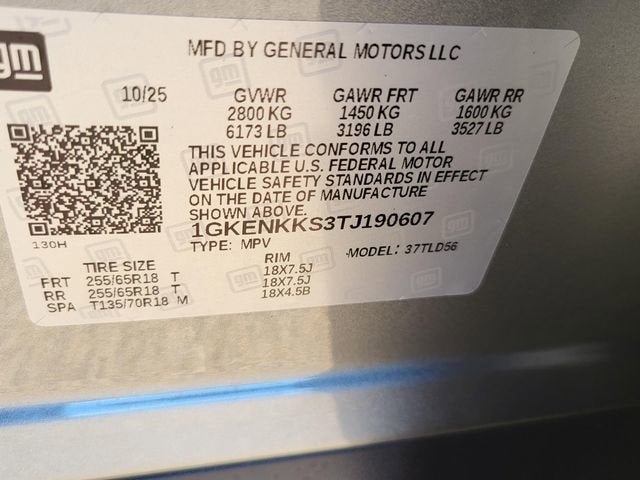 gm
MFD BY GENERAL MOTORS LLC
10/25 GVWR GAWR FRT GAWR RR
2800 KG 1450 KG 1600 KG
6173 LB 3196 LB 3527 LB
THIS VEHICLE CONFORMS TO ALL
APPLICABLE U.S. FEDERAL MOTOR
VEHICLE SAFETY STANDARDS IN EFFECT
ON THE DATE OF MANUFACTURE
SHOWN ABOVE.
1GKENKKS3TJ190607
130H
TYPE: MPV MODEL: 37TLD56
TIRE SIZE RIM
FRT 255/65R18 T 18X7.5J
RR 255/65R18 T 18X7.5J
SPA T135/70R18 M 18X4.5B